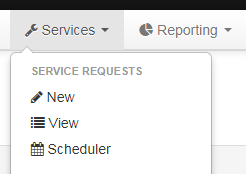 Services Reporting
SERVICE REQUESTS
New
View
Scheduler